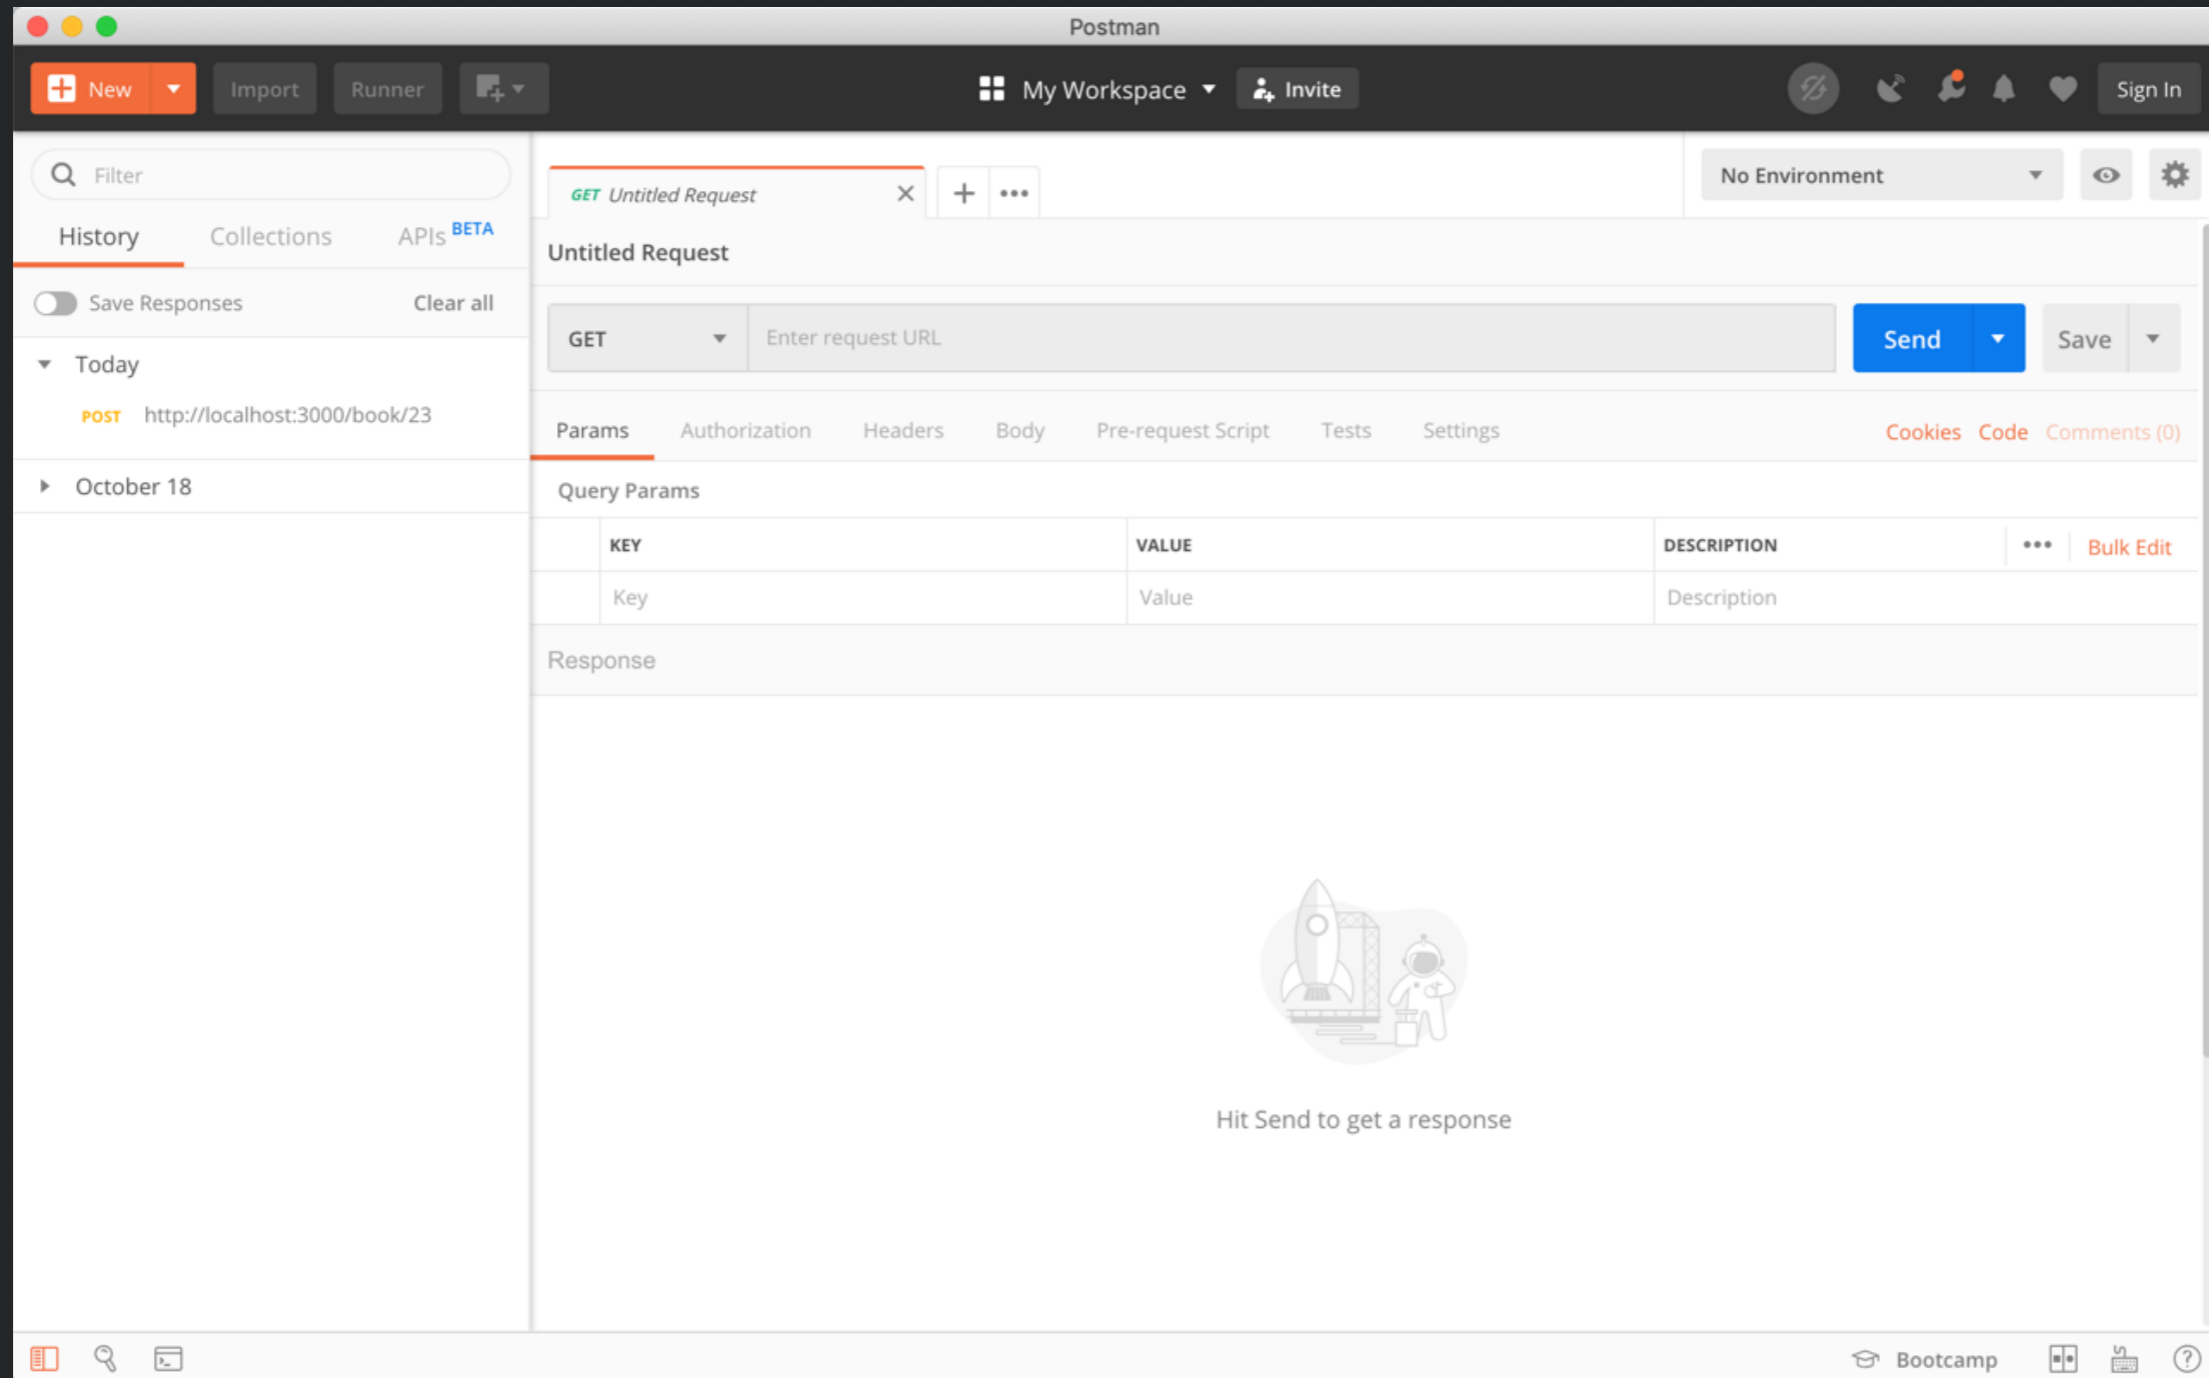 Postman
New
Import
Runner
My Workspace
Invite
Sign In
Filter
History
Collections
APIs BETA
Save Responses
Clear all
Today
POST http://localhost:3000/book/23
October 18
GET Untitled Request
No Environment
Untitled Request
GET
Enter request URL
Send
Save
Params
Authorization
Headers
Body
Pre-request Script
Tests
Settings
Cookies
Code
Comments (0)
Query Params
KEY
VALUE
DESCRIPTION
Bulk Edit
Key
Value
Description
Response
Hit Send to get a response
Bootcamp